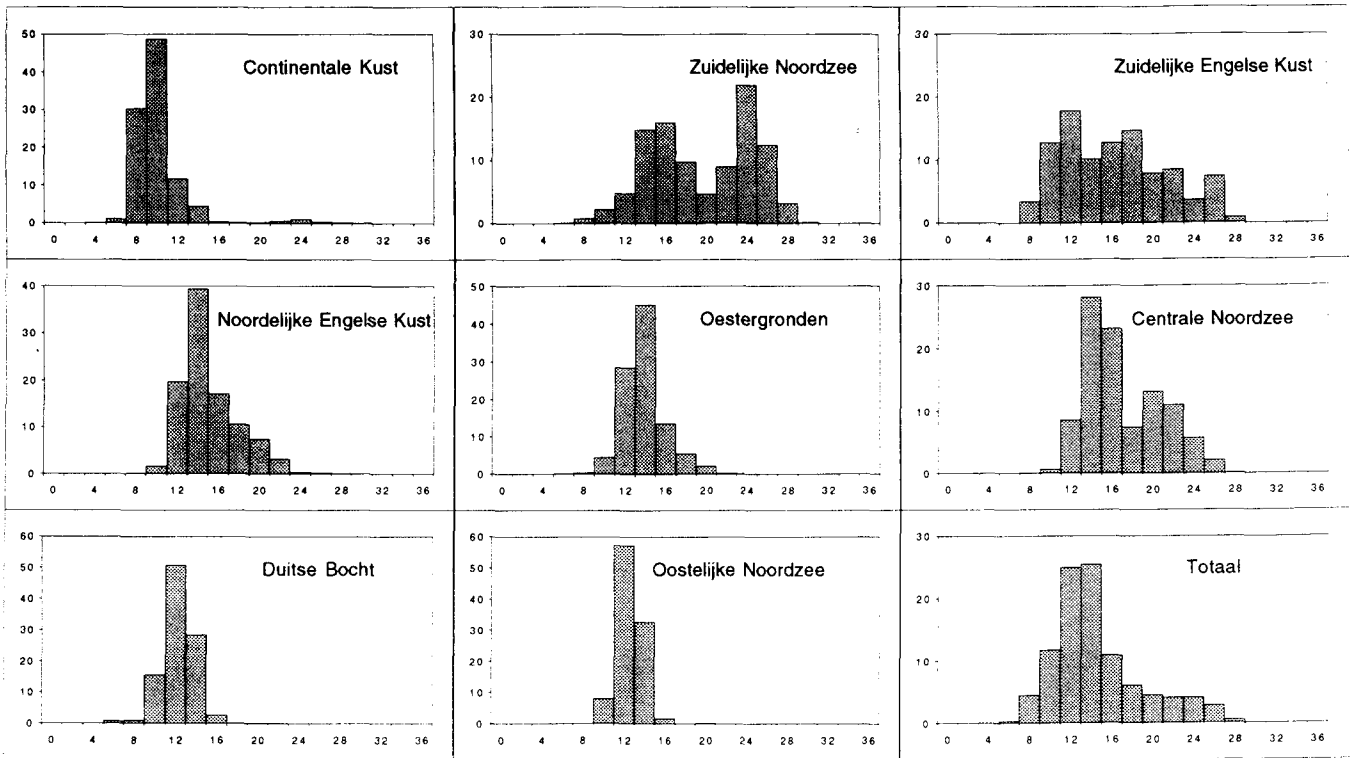 50
40
30
20
10
0
Continentale Kust
0 4 8 12 16 20 24 28 32 36
30
20
10
0
Zuidelijke Noordzee
0 4 8 12 16 20 24 28 32 36
30
20
10
0
Zuidelijke Engelse Kust
0 4 8 12 16 20 24 28 32 36
40
30
20
10
0
Noordelijke Engelse Kust
0 4 8 12 16 20 24 28 32 36
50
40
30
20
10
0
Oestergronden
0 4 8 12 16 20 24 28 32 36
30
20
10
0
Centrale Noordzee
0 4 8 12 16 20 24 28 32 36
60
50
40
30
20
10
0
Duitse Bocht
0 4 8 12 16 20 24 28 32 36
60
50
40
30
20
10
0
Oostelijke Noordzee
0 4 8 12 16 20 24 28 32 36
30
20
10
0
Totaal
0 4 8 12 16 20 24 28 32 36